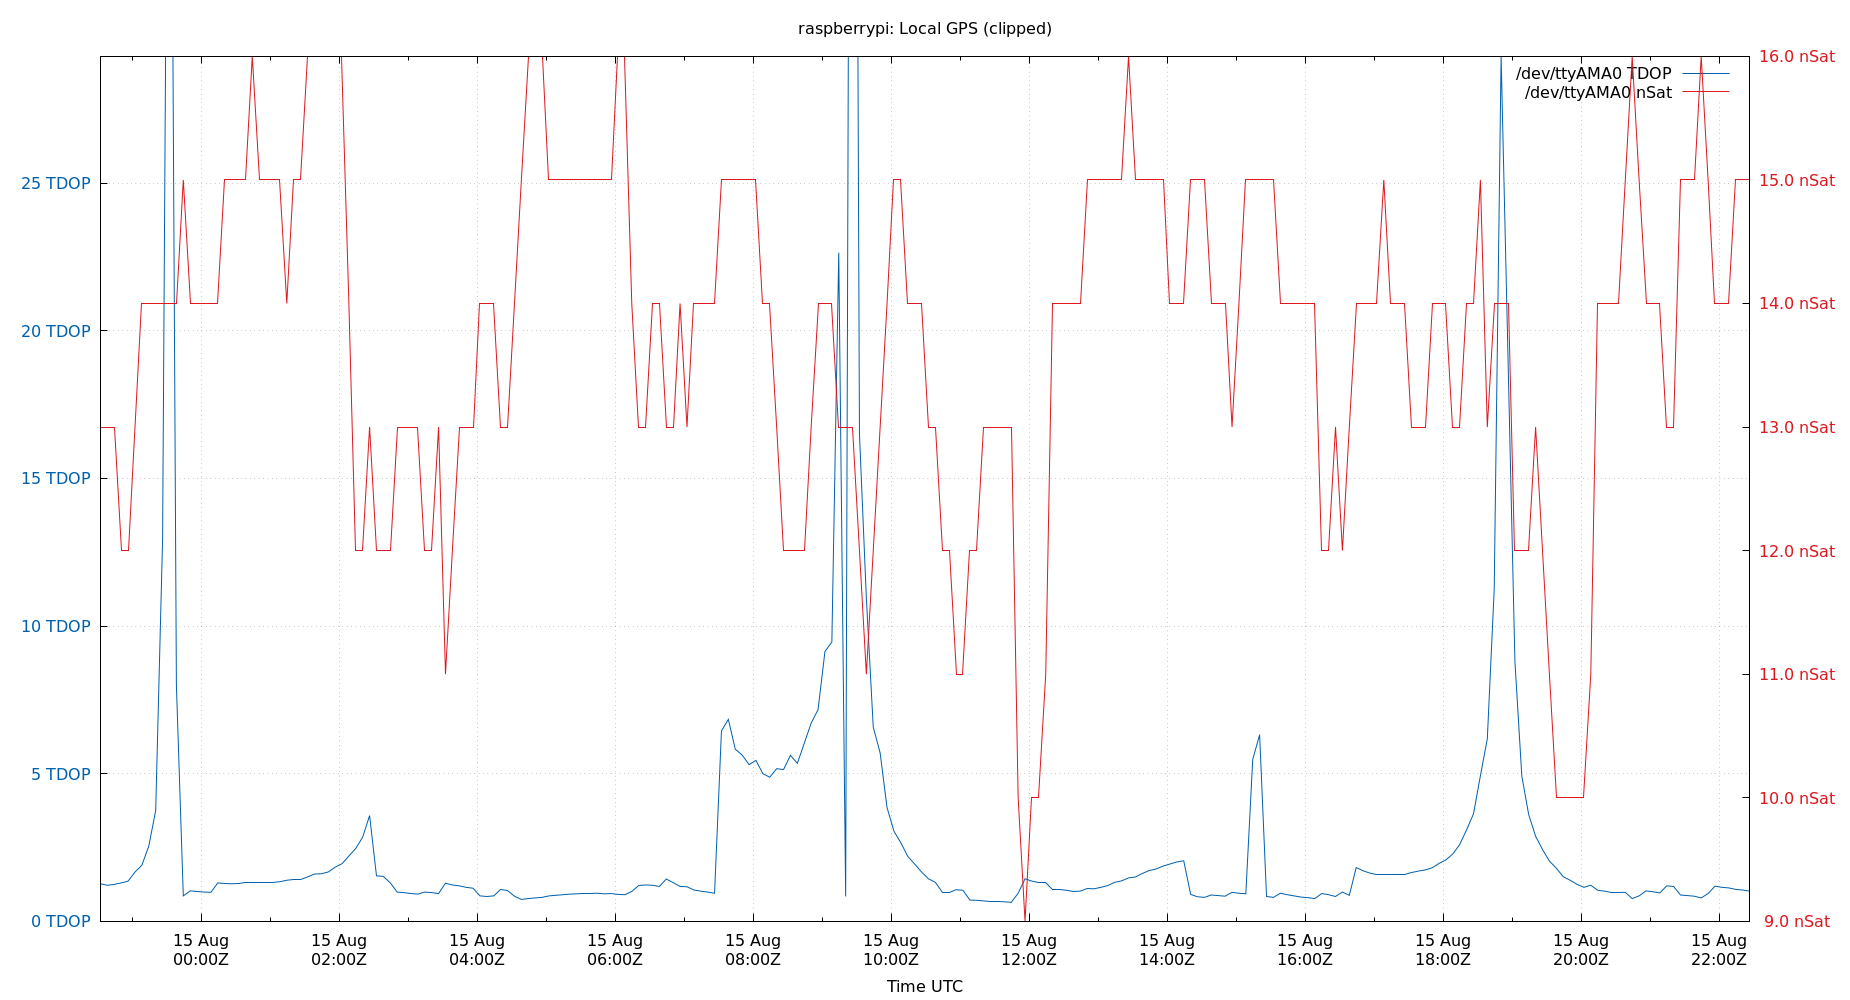 raspberrypi: Local GPS (clipped)
16.0 nSat
/dev/ttyAMA0 TDOP
/dev/ttyAMA0 nSat
25 TDOP
15.0 nSat
14.0 nSat
20 TDOP
13.0 nSat
15 TDOP
12.0 nSat
10 TDOP
11.0 nSat
5 TDOP
10.0 nSat
0 TDOP
9.0 nSat
15 Aug 15 Aug 15 Aug 15 Aug 15 Aug 15 Aug 15 Aug 15 Aug 15 Aug 15 Aug 15 Aug 15 Aug
00:00Z 02:00Z 04:00Z 06:00Z 08:00Z 10:00Z 12:00Z 14:00Z 16:00Z 18:00Z 20:00Z 22:00Z
Time UTC